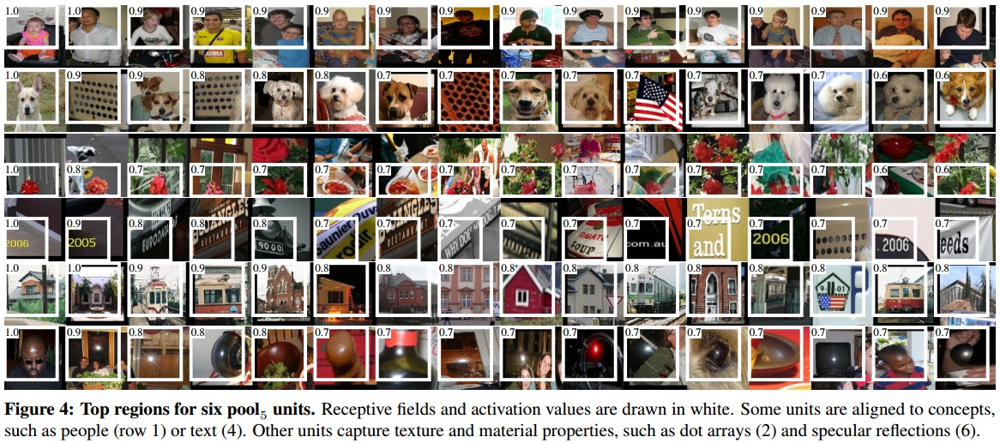 1.0 1.0 0.9 0.9 0.9 0.9 0.9 0.9 0.9 0.9 0.9 0.9 0.9 0.9 0.9 0.9
BRAHMA
1.0 0.9 0.9 0.8 0.8 0.8 0.7 0.7 0.7 0.7 0.7 0.7 0.7 0.7 0.6 0.6
1.0 0.8 0.7 0.7 0.7 0.7 0.7 0.7 0.7 0.7 0.7 0.7 0.7 0.7 0.6 0.6
1.0 0.9 0.8 0.8 0.8 0.7 0.7 0.7 0.7 0.7 0.7 0.7 0.7 0.7 0.7 0.7
2006
2005
RESTAURANT
9000
Saunier Duv
WHY DOE
TOMATO
SOUP
com.au
Terns
and
2006
2006
eeds
1.0 1.0 0.9 0.9 0.9 0.8 0.8 0.8 0.8 0.8 0.8 0.8 0.8 0.8 0.8 0.8
9-11-01
1.0 0.9 0.8 0.8 0.8 0.7 0.7 0.7 0.7 0.7 0.7 0.7 0.7 0.7 0.7 0.7
Figure 4: Top regions for six pool₅ units. Receptive fields and activation values are drawn in white. Some units are aligned to concepts,
such as people (row 1) or text (4). Other units capture texture and material properties, such as dot arrays (2) and specular reflections (6).